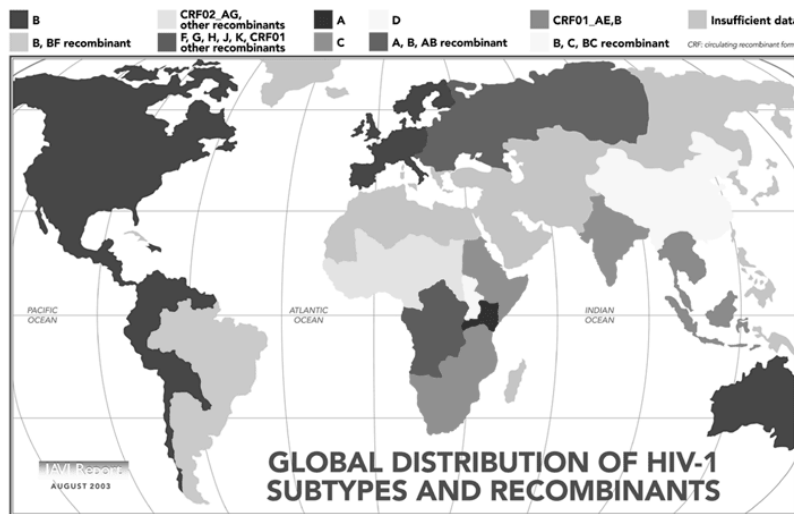 B
CRF02_AG,
other recombinants
A
D
CRF01_AE,B
Insufficient data
B, BF recombinant
F, G, H, J, K, CRF01
other recombinants
C
A, B, AB recombinant
B, C, BC recombinant
CRF: circulating recombinant form
PACIFIC
OCEAN
ATLANTIC
OCEAN
INDIAN
OCEAN
IAVI Report
AUGUST 2003
GLOBAL DISTRIBUTION OF HIV-1
SUBTYPES AND RECOMBINANTS